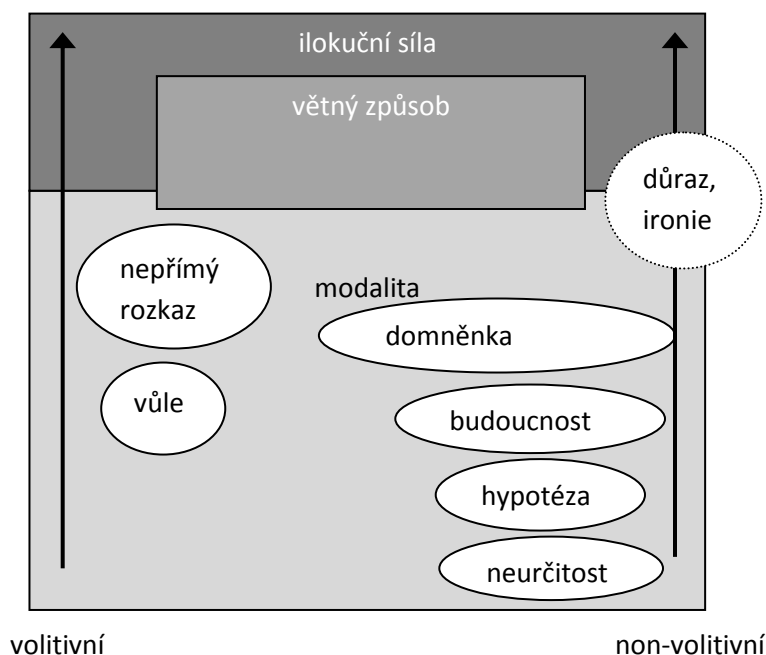 ilokuční síla
větný způsob
důraz,
ironie
nepřímý
rozkaz
modalita
domněnka
vůle
budoucnost
hypotéza
neurčitost
volitivní
non-volitivní